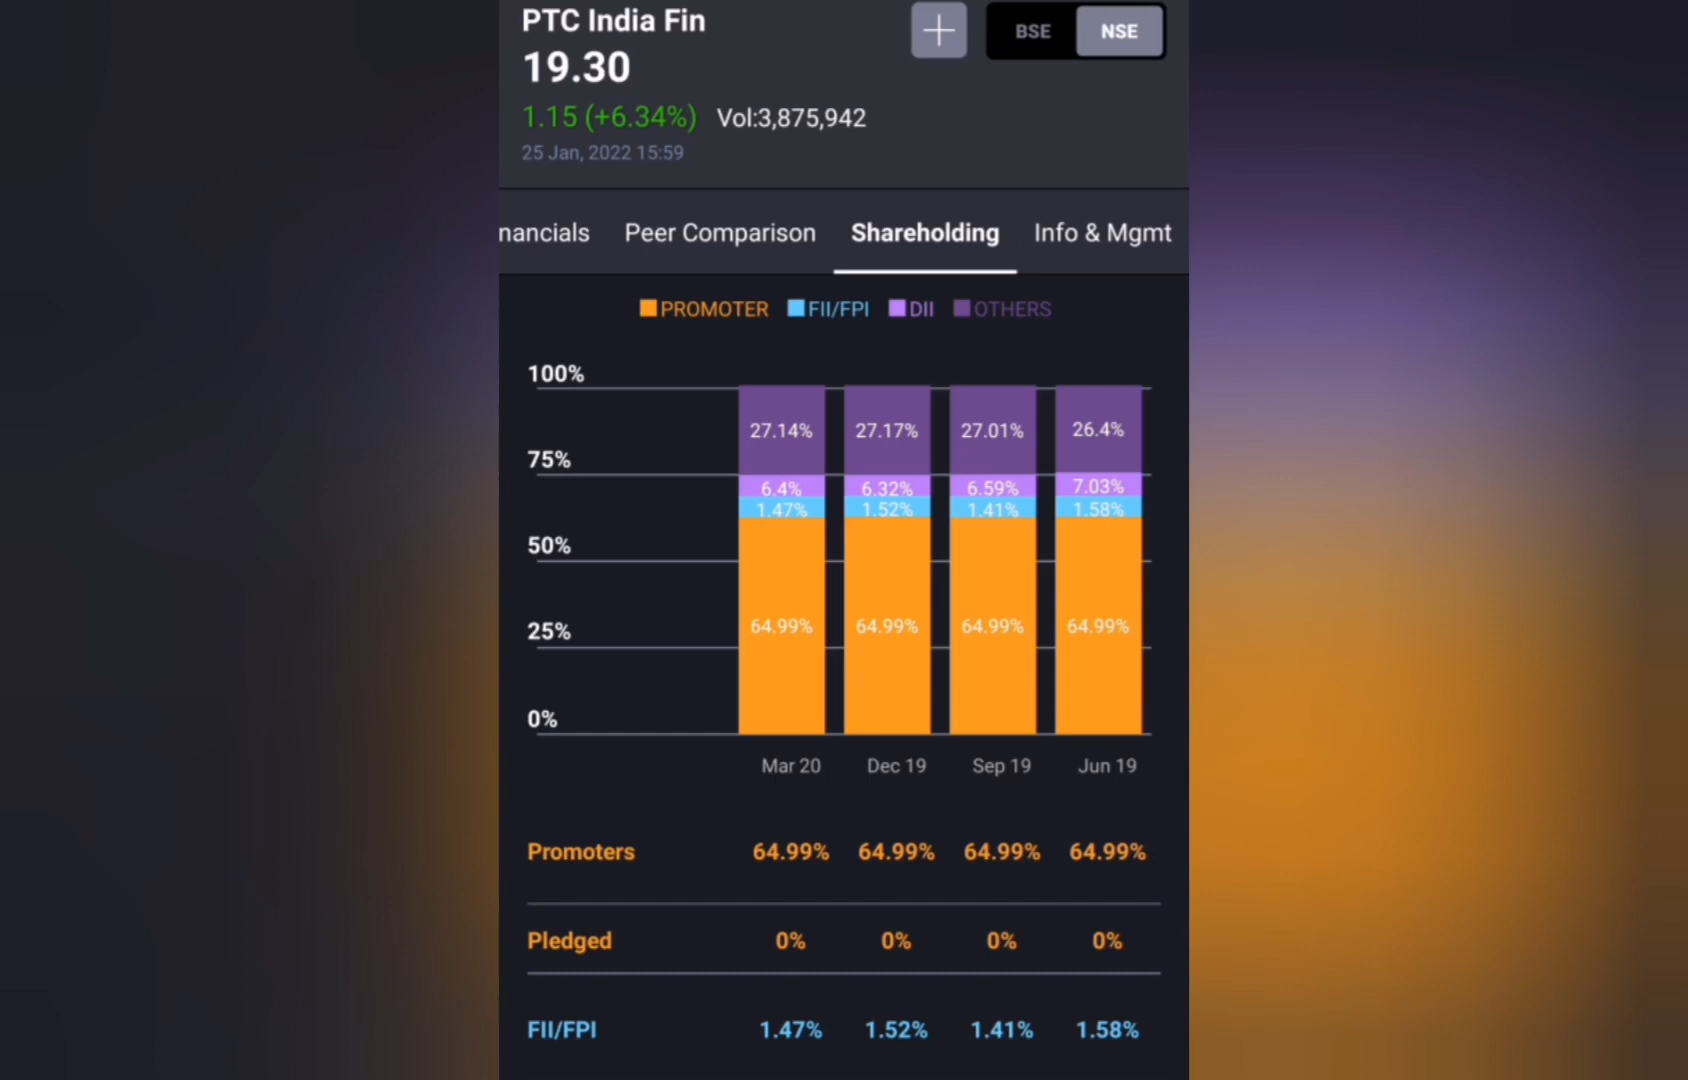 PTC India Fin
BSE NSE
19.30
1.15 (+6.34%) Vol:3,875,942
25 Jan, 2022 15:59
nancials Peer Comparison Shareholding Info & Mgmt
PROMOTER FII/FPI DII OTHERS
100%
27.14% 27.17% 27.01% 26.4%
75%
6.4% 6.32% 6.59% 7.03%
1.47% 1.52% 1.41% 1.58%
50%
64.99% 64.99% 64.99% 64.99%
25%
0%
Mar 20 Dec 19 Sep 19 Jun 19
Promoters 64.99% 64.99% 64.99% 64.99%
Pledged 0% 0% 0% 0%
FII/FPI 1.47% 1.52% 1.41% 1.58%